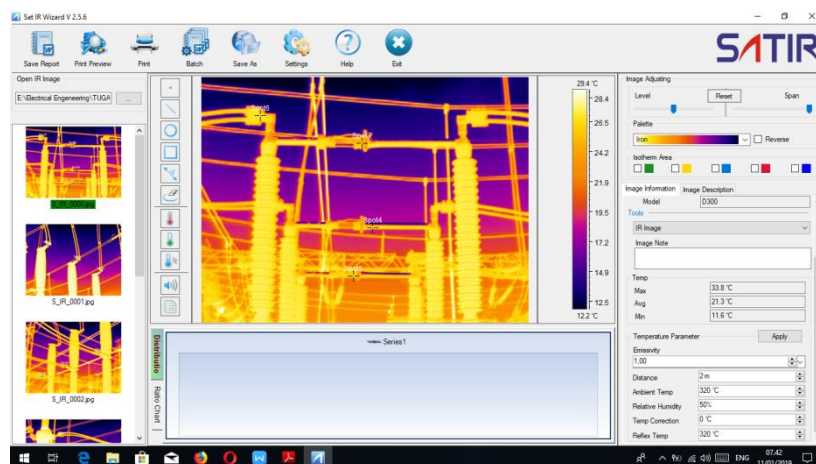 Set IR Wizard V 2.5.6
Save Report
Print Preview
Print
Batch
Save As
Settings
Help
Exit
SATIR
Open IR Image
E:\Electrical Engeneering\TUGA
...
S_IR_0001.jpg
S_IR_0002.jpg
Spot4
29.4 °C
28.4
26.5
24.2
21.9
19.5
17.2
14.9
12.5
12.2 °C
Distributio
Ratio Chart
Series1
Image Adjusting
Level
Reset
Span
Palette
Iron
Reverse
Isotherm Area
Image Information
Image Description
Model
D300
Tools
IR Image
Image Note
Temp
Max
33.8 °C
Avg
21.3 °C
Min
11.6 °C
Temperature Parameter
Apply
Emissivity
1,00
Distance
2 m
Ambient Temp
320 °C
Relative Humidity
50%
Temp Correction
0 °C
Reflex Temp
320 °C
ENG
07.42
11/01/2019